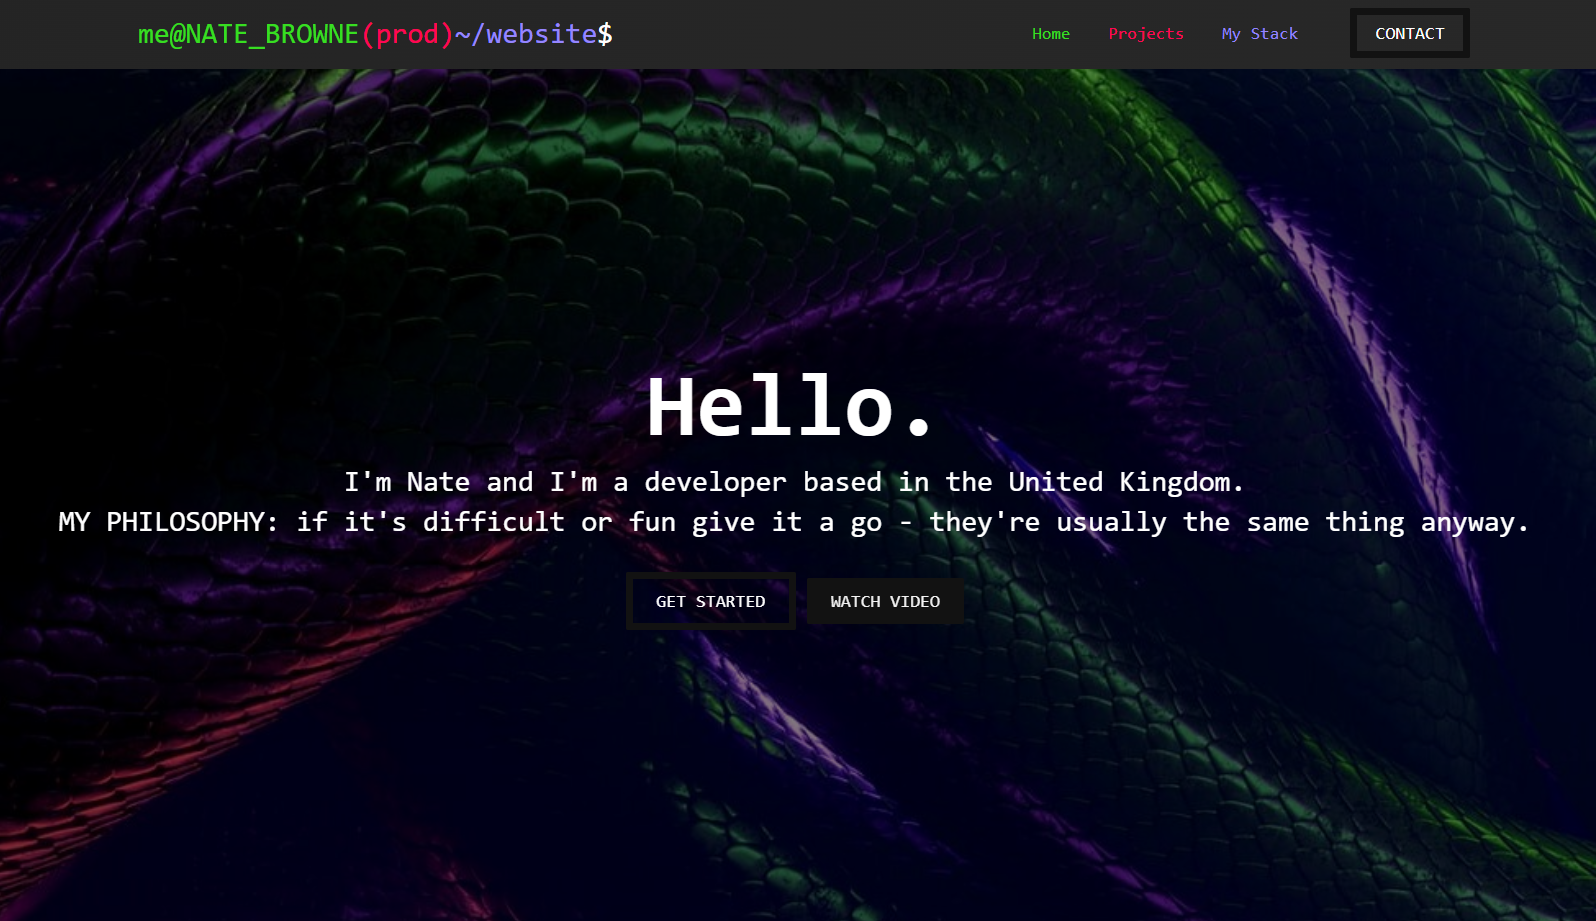 me@NATE_BROWNE(prod)~/website$
Home Projects My Stack CONTACT
Hello.
I'm Nate and I'm a developer based in the United Kingdom.
MY PHILOSOPHY: if it's difficult or fun give it a go - they're usually the same thing anyway.
GET STARTED WATCH VIDEO